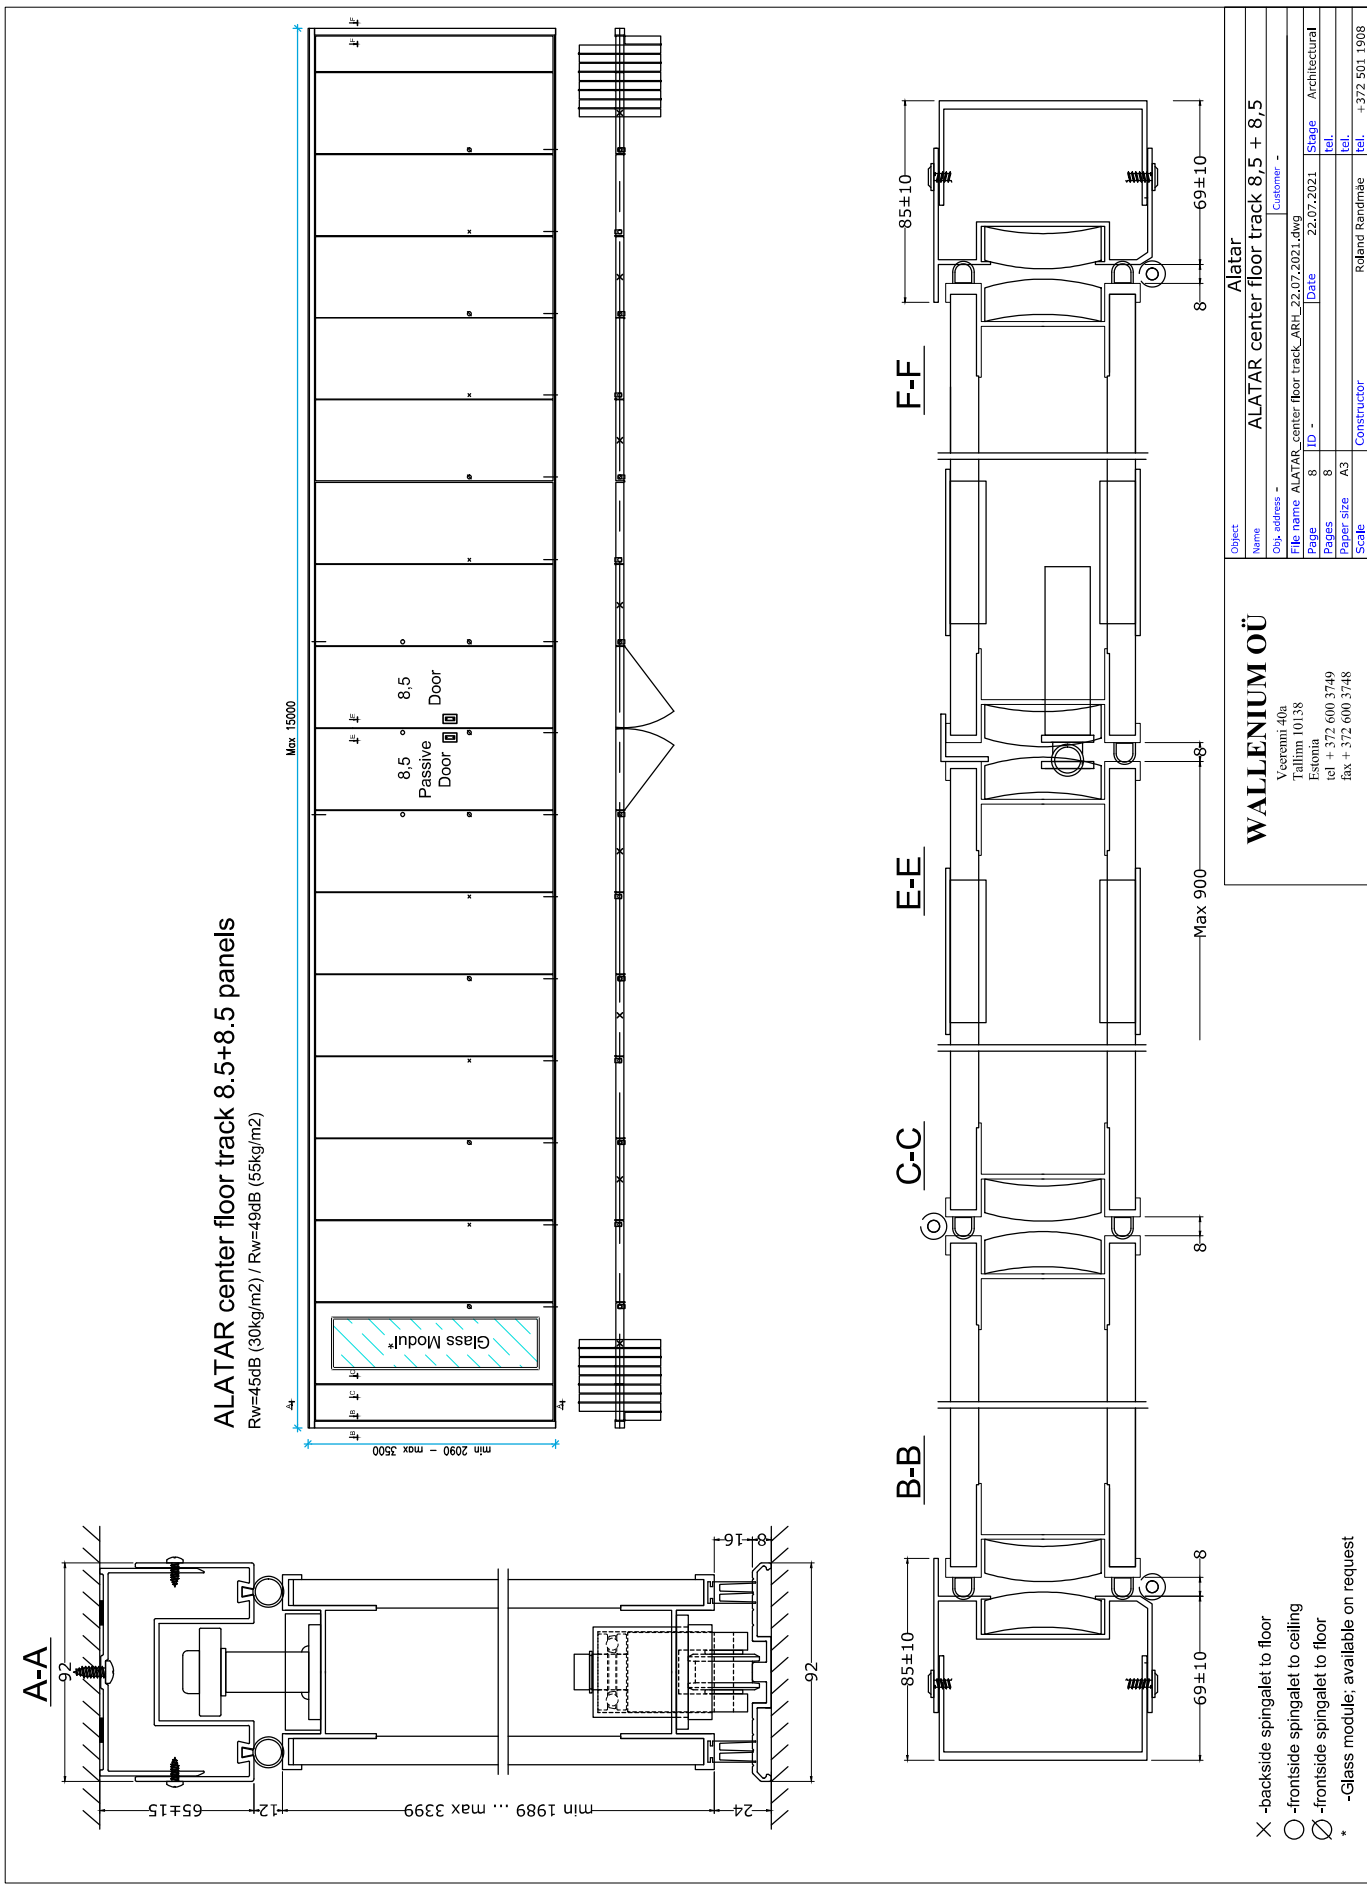 ALATAR center floor track 8.5+8.5 panels
Rw=45dB (30kg/m2) / Rw=49dB (55kg/m2)
Max 15000
min 2090 - max 3500
Glass Modul*
8,5
Passive
Door
8,5
Door
A
A
B
B
C
C
E
E
F
F
A-A
92
65±15
12
min 1989 ... max 3399
24
16
8
92
B-B
85±10
69±10
8
C-C
8
E-E
Max 900
8
F-F
85±10
69±10
8
X -backside spingalet to floor
-frontside spingalet to ceiling
-frontside spingalet to floor
* -Glass module; available on request
WALLENIUM OÜ
Veerenni 40a
Tallinn 10138
Estonia
tel + 372 600 3749
fax + 372 600 3748
Object Alatar
Name ALATAR center floor track 8,5 + 8,5
Obj. address - Customer -
File name ALATAR_center floor track_ARH_22.07.2021.dwg
Page 8 ID - Date 22.07.2021 Stage Architectural
Pages 8 tel.
Paper size A3 tel.
Scale Constructor Roland Randmäe tel. +372 501 1908